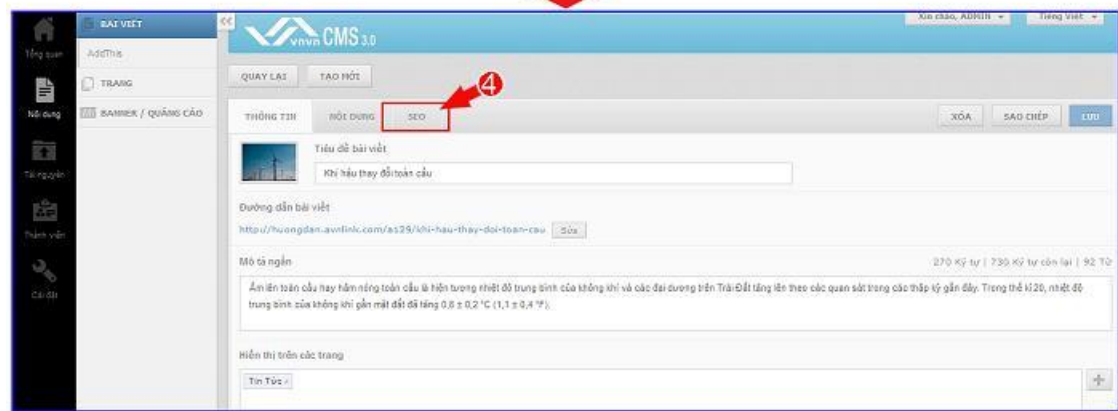 Tổng quan
Nội dung
Tài nguyên
Thành viên
Cài đặt
BÀI VIẾT
AddThis
TRANG
BANNER / QUẢNG CÁO
vnvn CMS 3.0
Xin chào, ADMIN
Tiếng Việt
QUAY LẠI TẠO MỚI
4
THÔNG TIN NỘI DUNG SEO XÓA SAO CHÉP LƯU
Tiêu đề bài viết
Khí hậu thay đổi toàn cầu
Đường dẫn bài viết
http://huongdan.avnlink.com/as29/khi-hau-thay-doi-toan-cau Sửa
Mô tả ngắn 270 Ký tự | 730 Ký tự còn lại | 92 Từ
Ấm lên toàn cầu hay hâm nóng toàn cầu là hiện tượng nhiệt độ trung bình của không khí và các đại dương trên Trái Đất tăng lên theo các quan sát trong các thập kỷ gần đây. Trong thế kỉ 20, nhiệt độ
trung bình của không khí gần mặt đất đã tăng 0,6 ± 0,2 °C (1,1 ± 0,4 °F).
Hiển thị trên các trang
Tin Tức